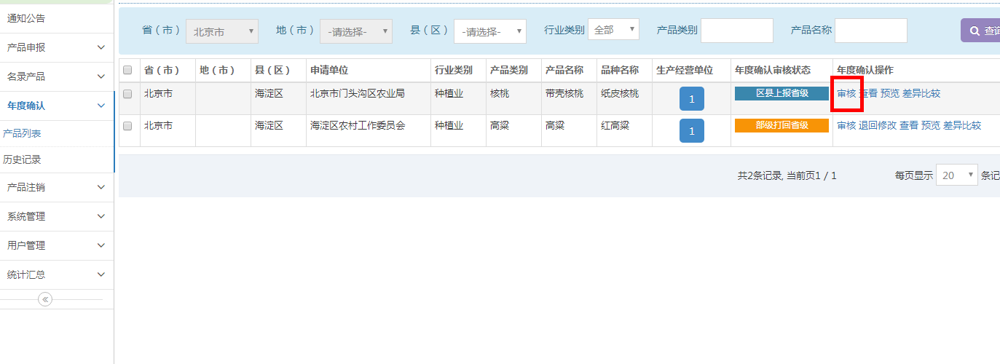 通知公告
产品申报
名录产品
年度确认
产品列表
历史记录
产品注销
系统管理
用户管理
统计汇总
省（市） 北京市 地（市） -请选择- 县（区） -请选择- 行业类别 全部 产品类别 产品名称 查询
省（市） 地（市） 县（区） 申请单位 行业类别 产品类别 产品名称 品种名称 生产经营单位 年度确认审核状态 年度确认操作
北京市 海淀区 北京市门头沟区农业局 种植业 核桃 带壳核桃 纸皮核桃 1 区县上报省级 审核 查看 预览 差异比较
北京市 海淀区 海淀区农村工作委员会 种植业 高粱 高粱 红高粱 1 部级打回省级 审核 退回修改 查看 预览 差异比较
共2条记录, 当前页1 / 1 每页显示 20 条记